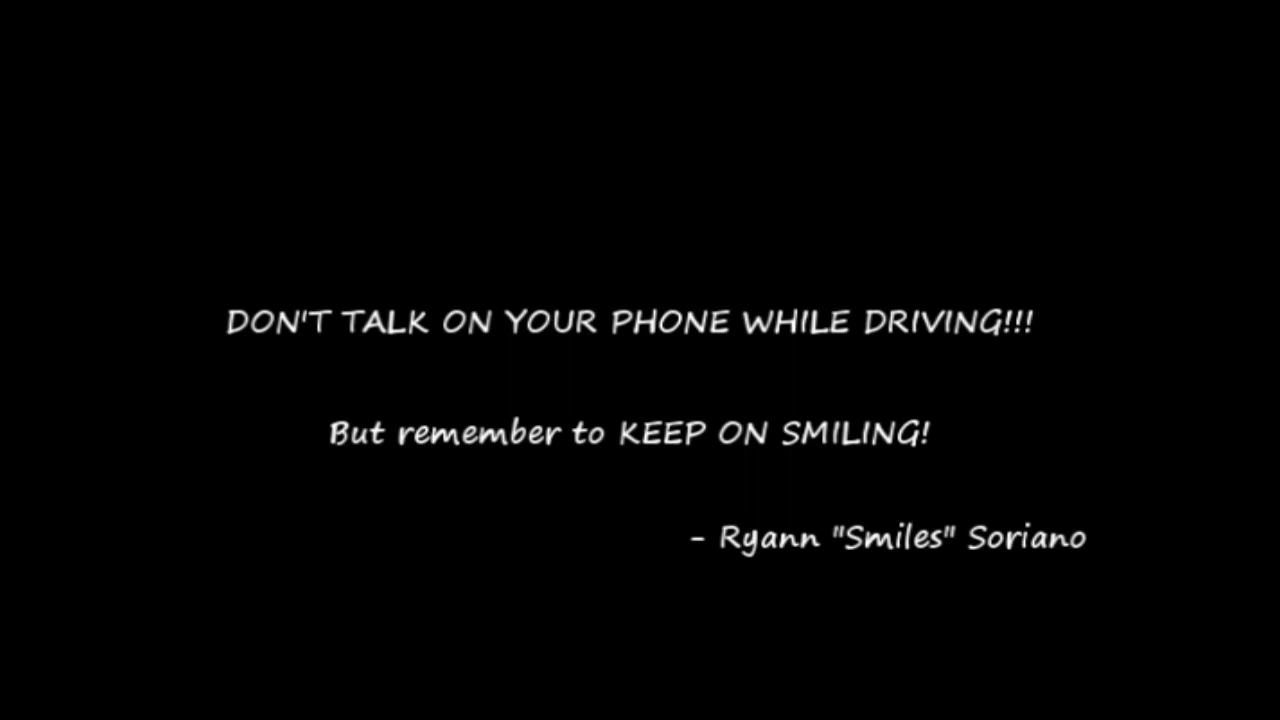 DON'T TALK ON YOUR PHONE WHILE DRIVING!!!
But remember to KEEP ON SMILING!
- Ryann "Smiles" Soriano